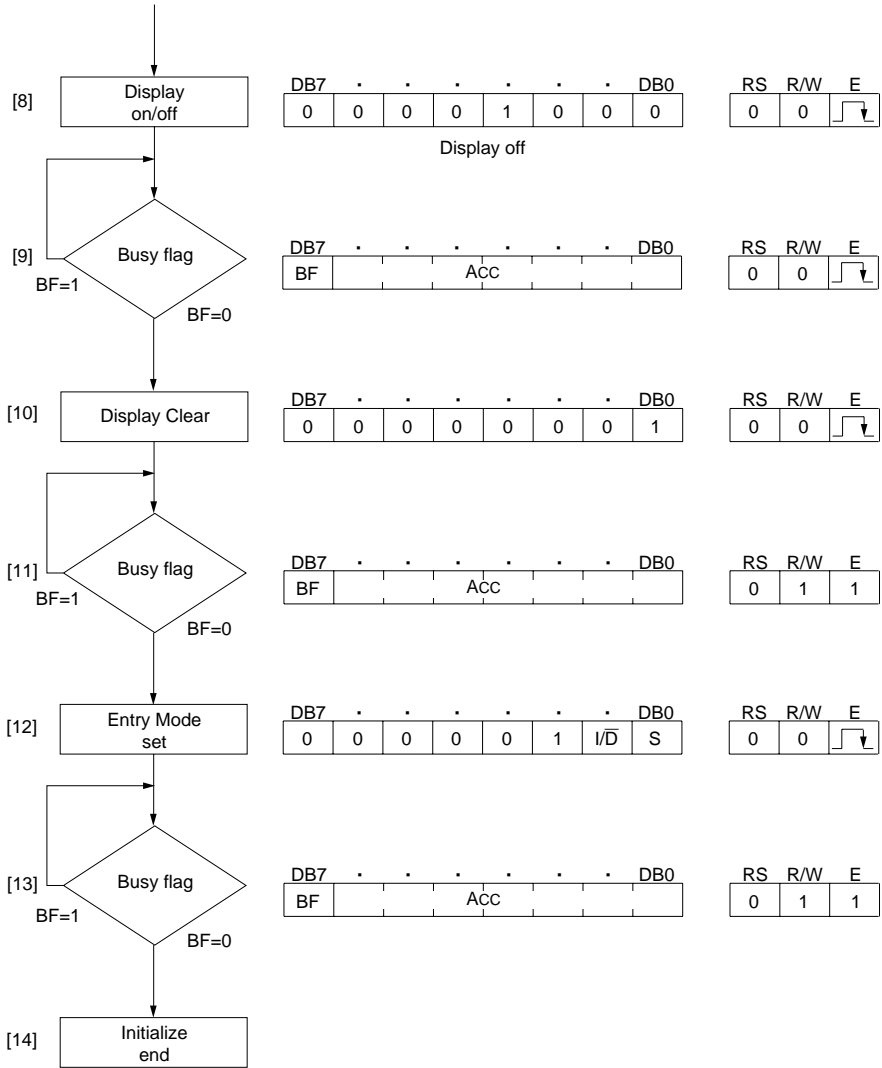 [8] Display on/off DB7 · · · · · · DB0 RS R/W E
0 0 0 0 1 0 0 0 0 0
Display off
[9] Busy flag DB7 · · · · · · DB0 RS R/W E
BF ACC 0 0
BF=1
BF=0
[10] Display Clear DB7 · · · · · · DB0 RS R/W E
0 0 0 0 0 0 0 1 0 0
[11] Busy flag DB7 · · · · · · DB0 RS R/W E
BF ACC 0 1 1
BF=1
BF=0
[12] Entry Mode set DB7 · · · · · · DB0 RS R/W E
0 0 0 0 0 1 I/D̅ S 0 0
[13] Busy flag DB7 · · · · · · DB0 RS R/W E
BF ACC 0 1 1
BF=1
BF=0
[14] Initialize end